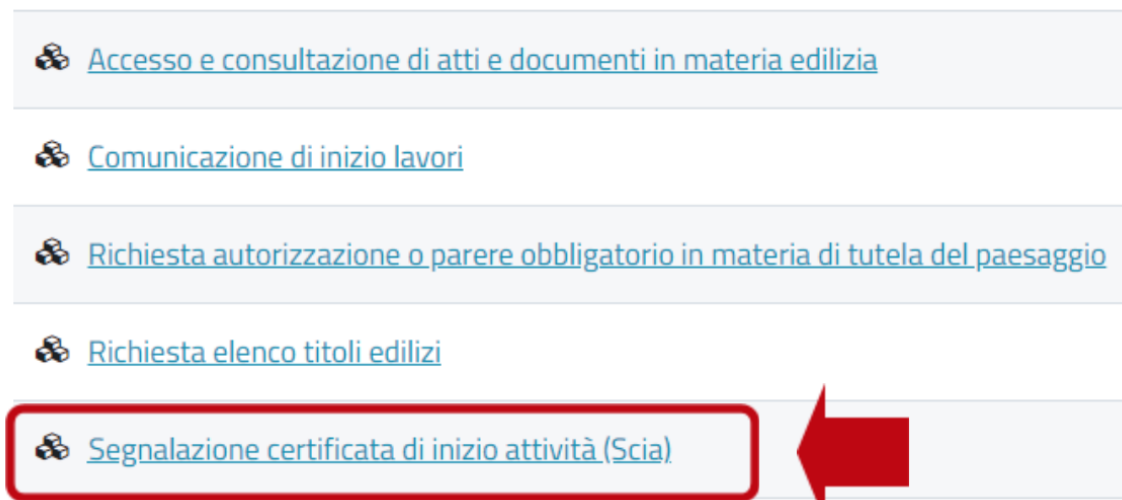 Accesso e consultazione di atti e documenti in materia edilizia
Comunicazione di inizio lavori
Richiesta autorizzazione o parere obbligatorio in materia di tutela del paesaggio
Richiesta elenco titoli edilizi
Segnalazione certificata di inizio attività (Scia)